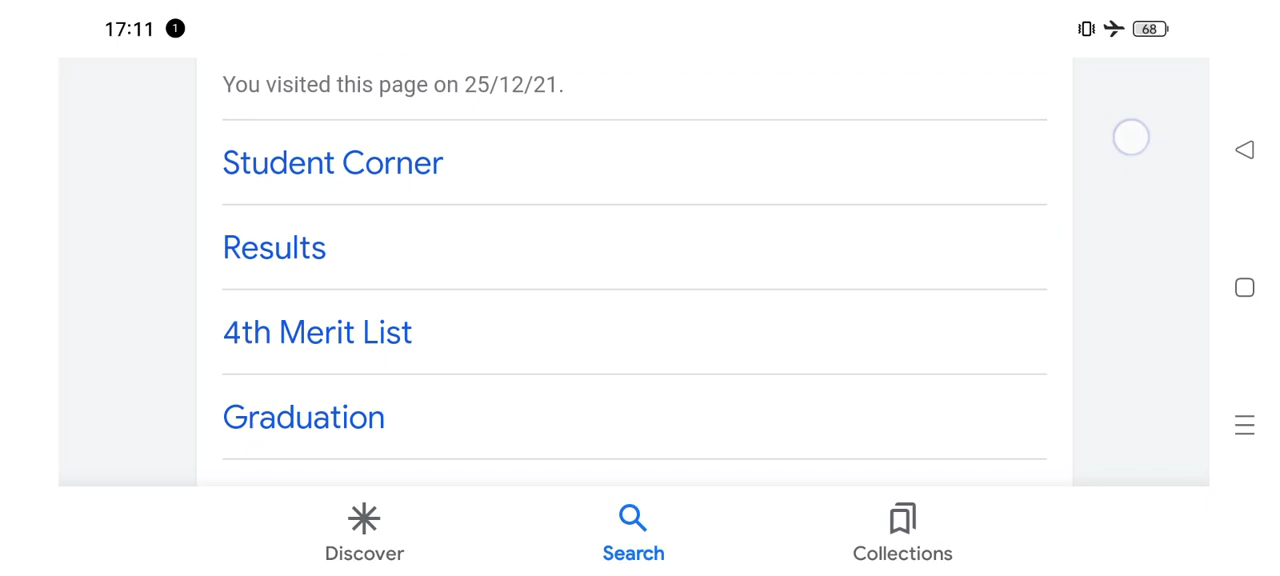 17:11 1 68
You visited this page on 25/12/21.
Student Corner
Results
4th Merit List
Graduation
Discover Search Collections